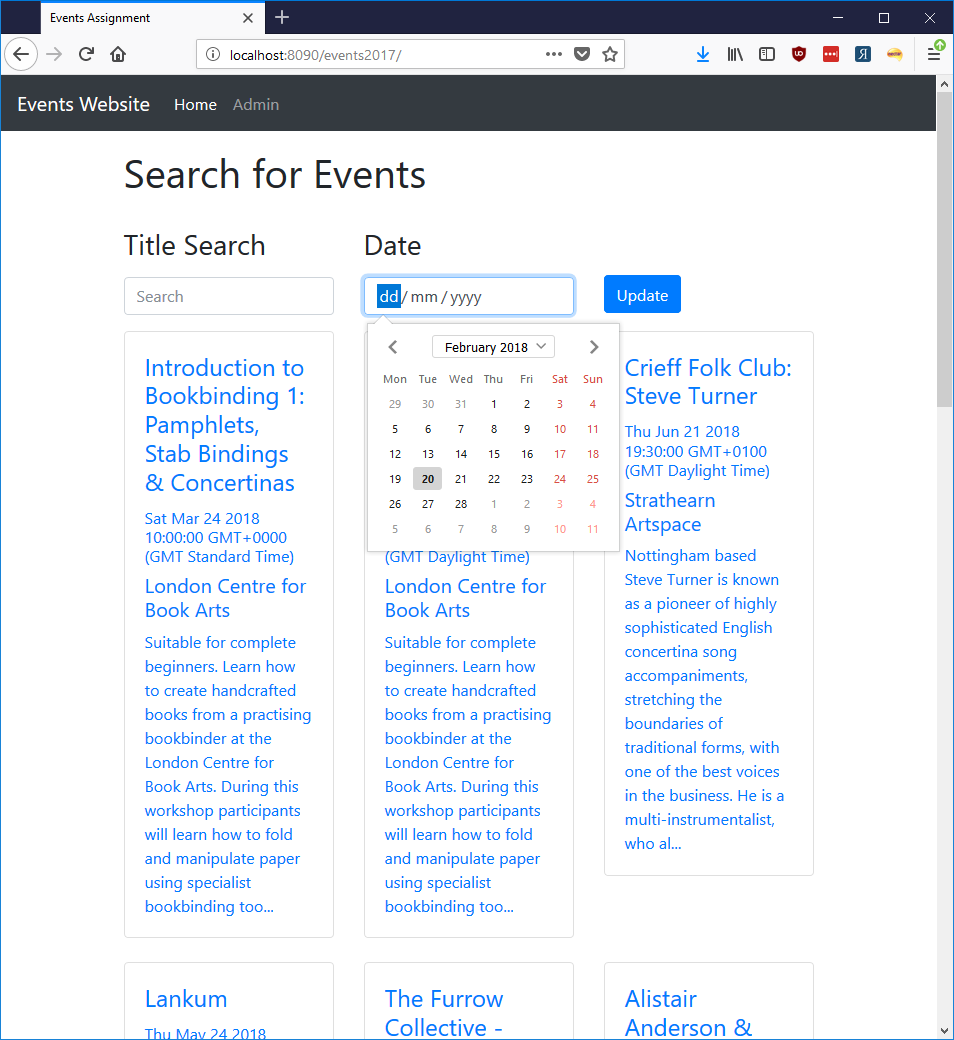 Events Assignment
localhost:8090/events2017/
Events Website Home Admin
Search for Events
Title Search
Date
Search
dd / mm / yyyy
Update
February 2018
Mon Tue Wed Thu Fri Sat Sun
29 30 31 1 2 3 4
5 6 7 8 9 10 11
12 13 14 15 16 17 18
19 20 21 22 23 24 25
26 27 28 1 2 3 4
5 6 7 8 9 10 11
Introduction to
Bookbinding 1:
Pamphlets,
Stab Bindings
& Concertinas
Sat Mar 24 2018
10:00:00 GMT+0000
(GMT Standard Time)
London Centre for
Book Arts
Suitable for complete
beginners. Learn how
to create handcrafted
books from a practising
bookbinder at the
London Centre for
Book Arts. During this
workshop participants
will learn how to fold
and manipulate paper
using specialist
bookbinding too...
(GMT Daylight Time)
London Centre for
Book Arts
Suitable for complete
beginners. Learn how
to create handcrafted
books from a practising
bookbinder at the
London Centre for
Book Arts. During this
workshop participants
will learn how to fold
and manipulate paper
using specialist
bookbinding too...
Crieff Folk Club:
Steve Turner
Thu Jun 21 2018
19:30:00 GMT+0100
(GMT Daylight Time)
Strathearn
Artspace
Nottingham based
Steve Turner is known
as a pioneer of highly
sophisticated English
concertina song
accompaniments,
stretching the
boundaries of
traditional forms, with
one of the best voices
in the business. He is a
multi-instrumentalist,
who al...
Lankum
Thu May 24 2018
The Furrow
Collective -
Alistair
Anderson &